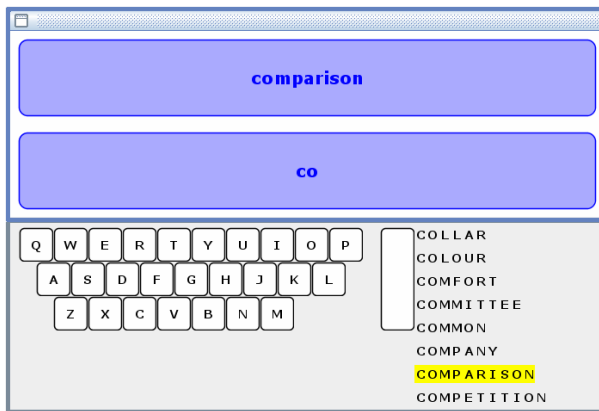 comparison
co
Q W E R T Y U I O P
A S D F G H J K L
Z X C V B N M
COLLAR
COLOUR
COMFORT
COMMITTEE
COMMON
COMPANY
COMPARISON
COMPETITION